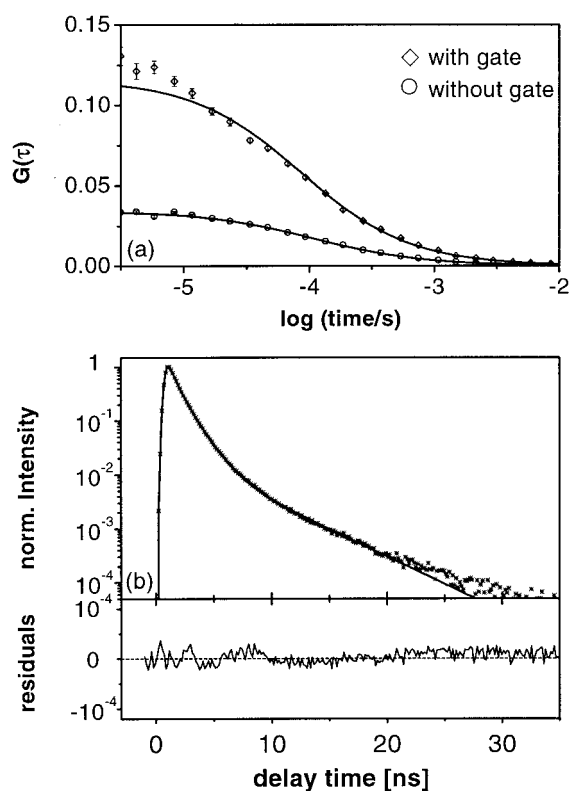 0.15
0.10
0.05
0.00
G(τ)
with gate
without gate
(a)
-5 -4 -3 -2
log (time/s)
1
10⁻¹
10⁻²
10⁻³
10⁻⁴
norm. Intensity
(b)
10⁻⁴
0
-10⁻⁴
residuals
0 10 20 30
delay time [ns]